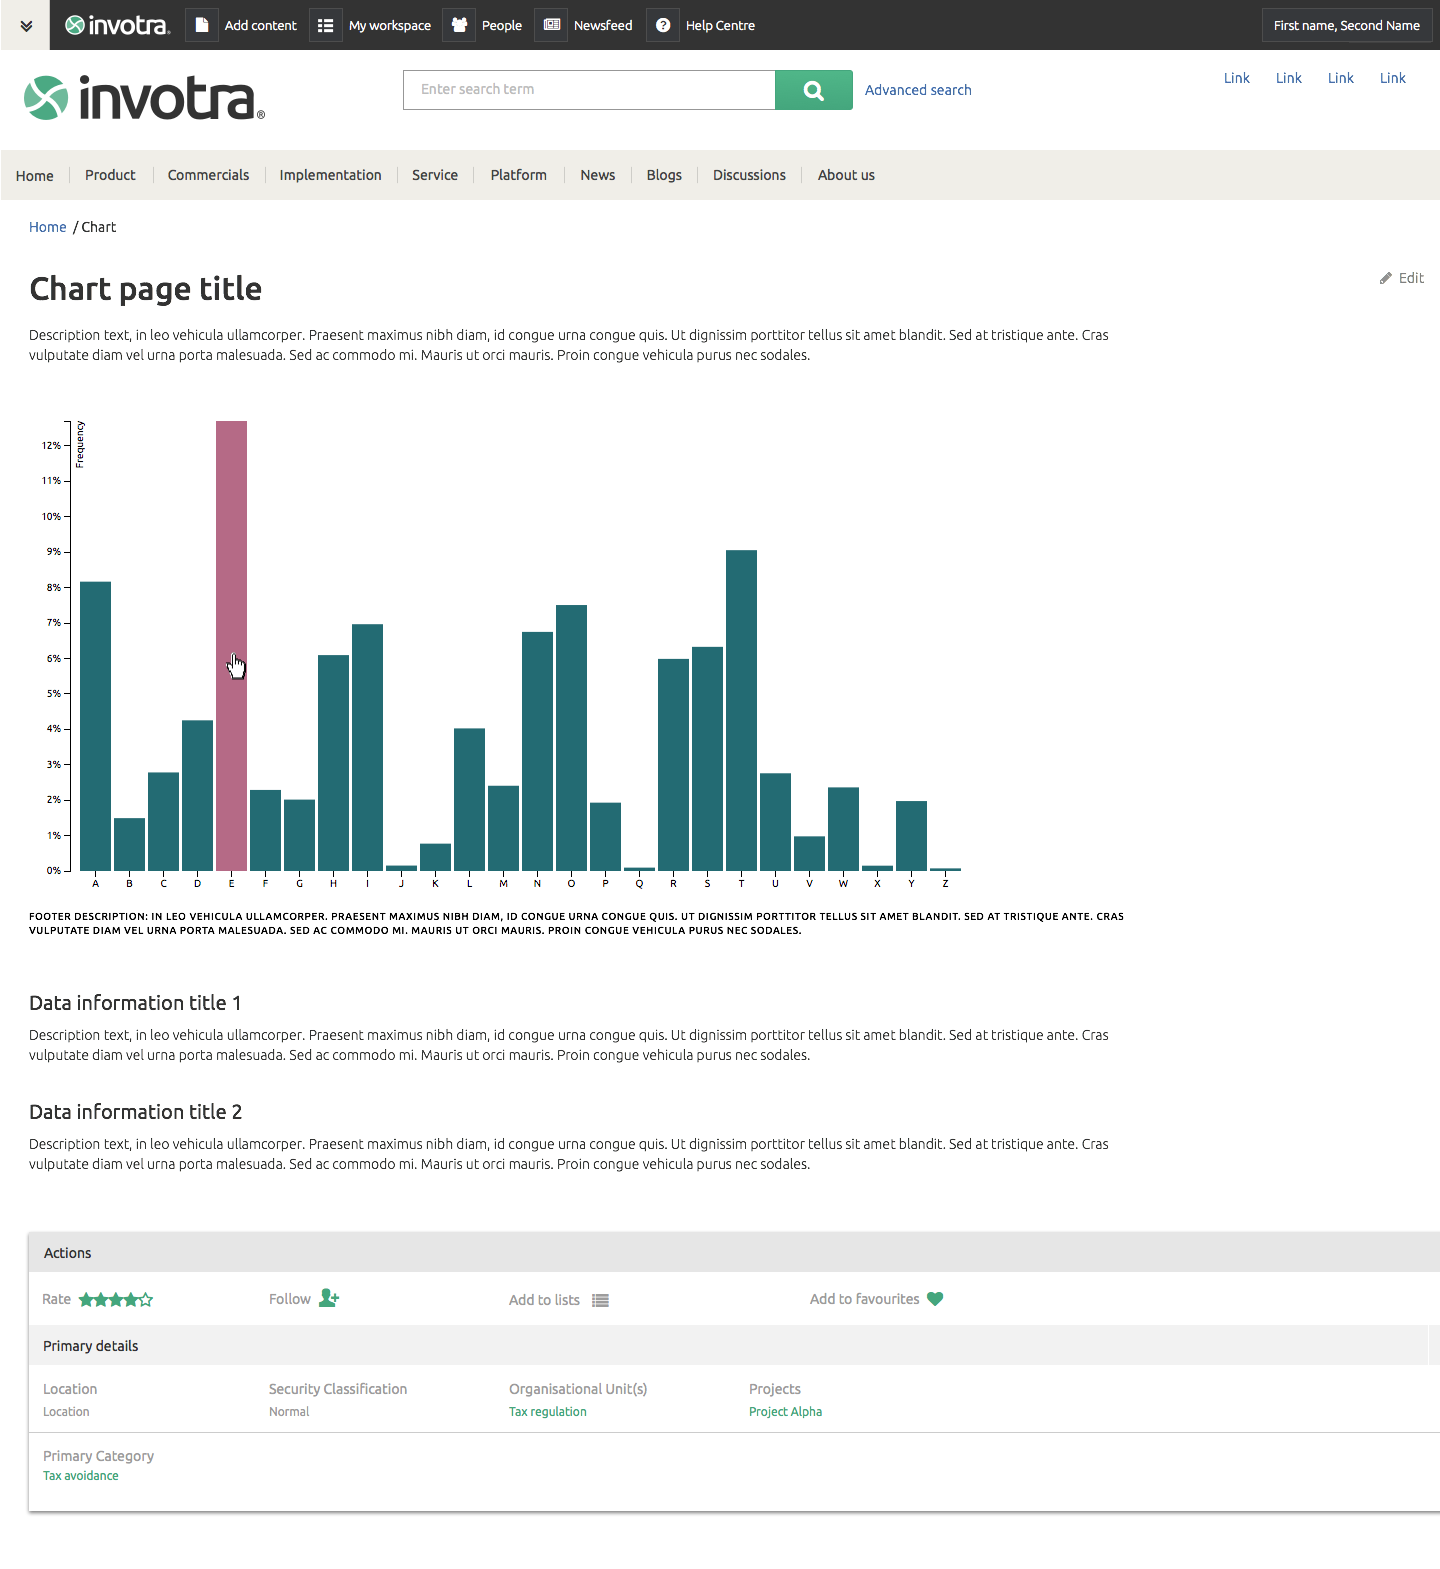 invotra® Add content My workspace People Newsfeed Help Centre First name, Second Name
invotra®
Enter search term
Advanced search
Link Link Link Link
Home Product Commercials Implementation Service Platform News Blogs Discussions About us
Home / Chart
Chart page title
Edit
Description text, in leo vehicula ullamcorper. Praesent maximus nibh diam, id congue urna congue quis. Ut dignissim porttitor tellus sit amet blandit. Sed at tristique ante. Cras
vulputate diam vel urna porta malesuada. Sed ac commodo mi. Mauris ut orci mauris. Proin congue vehicula purus nec sodales.
Frequency
12%
11%
10%
9%
8%
7%
6%
5%
4%
3%
2%
1%
0%
A B C D E F G H I J K L M N O P Q R S T U V W X Y Z
FOOTER DESCRIPTION: IN LEO VEHICULA ULLAMCORPER. PRAESENT MAXIMUS NIBH DIAM, ID CONGUE URNA CONGUE QUIS. UT DIGNISSIM PORTTITOR TELLUS SIT AMET BLANDIT. SED AT TRISTIQUE ANTE. CRAS
VULPUTATE DIAM VEL URNA PORTA MALESUADA. SED AC COMMODO MI. MAURIS UT ORCI MAURIS. PROIN CONGUE VEHICULA PURUS NEC SODALES.
Data information title 1
Description text, in leo vehicula ullamcorper. Praesent maximus nibh diam, id congue urna congue quis. Ut dignissim porttitor tellus sit amet blandit. Sed at tristique ante. Cras
vulputate diam vel urna porta malesuada. Sed ac commodo mi. Mauris ut orci mauris. Proin congue vehicula purus nec sodales.
Data information title 2
Description text, in leo vehicula ullamcorper. Praesent maximus nibh diam, id congue urna congue quis. Ut dignissim porttitor tellus sit amet blandit. Sed at tristique ante. Cras
vulputate diam vel urna porta malesuada. Sed ac commodo mi. Mauris ut orci mauris. Proin congue vehicula purus nec sodales.
Actions
Rate Follow Add to lists Add to favourites
Primary details
Location Security Classification Organisational Unit(s) Projects
Location Normal Tax regulation Project Alpha
Primary Category
Tax avoidance